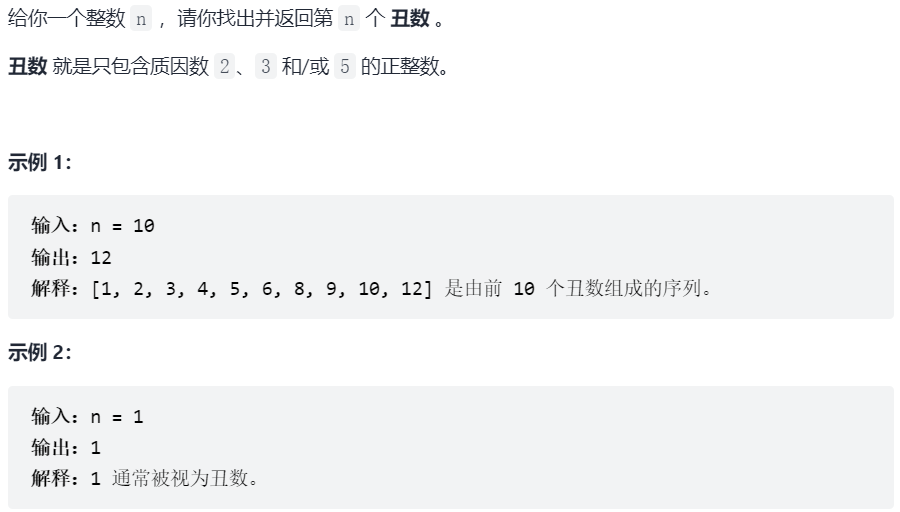 给你一个整数 n ，请你找出并返回第 n 个 丑数 。
丑数 就是只包含质因数 2、3 和/或 5 的正整数。
示例 1：
输入：n = 10
输出：12
解释：[1, 2, 3, 4, 5, 6, 8, 9, 10, 12] 是由前 10 个丑数组成的序列。
示例 2：
输入：n = 1
输出：1
解释：1 通常被视为丑数。